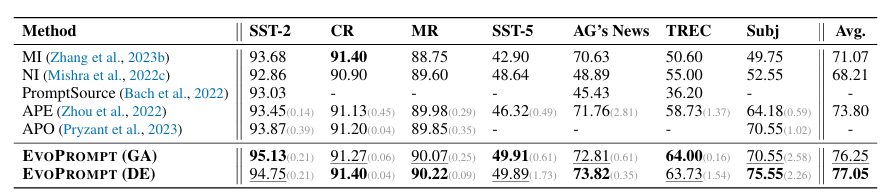 Method SST-2 CR MR SST-5 AG's News TREC Subj Avg.
MI (Zhang et al., 2023b) 93.68 91.40 88.75 42.90 70.63 50.60 49.75 71.07
NI (Mishra et al., 2022c) 92.86 90.90 89.60 48.64 48.89 55.00 52.55 68.21
PromptSource (Bach et al., 2022) 93.03 - - - 45.43 36.20 - -
APE (Zhou et al., 2022) 93.45(0.14) 91.13(0.45) 89.98(0.29) 46.32(0.49) 71.76(2.81) 58.73(1.37) 64.18(0.59) 73.80
APO (Pryzant et al., 2023) 93.87(0.39) 91.20(0.04) 89.85(0.35) - - - 70.55(1.02) -
EVOPROMPT (GA) 95.13(0.21) 91.27(0.06) 90.07(0.25) 49.91(0.61) 72.81(0.61) 64.00(0.16) 70.55(2.58) 76.25
EVOPROMPT (DE) 94.75(0.21) 91.40(0.04) 90.22(0.09) 49.89(1.73) 73.82(0.35) 63.73(1.54) 75.55(2.26) 77.05